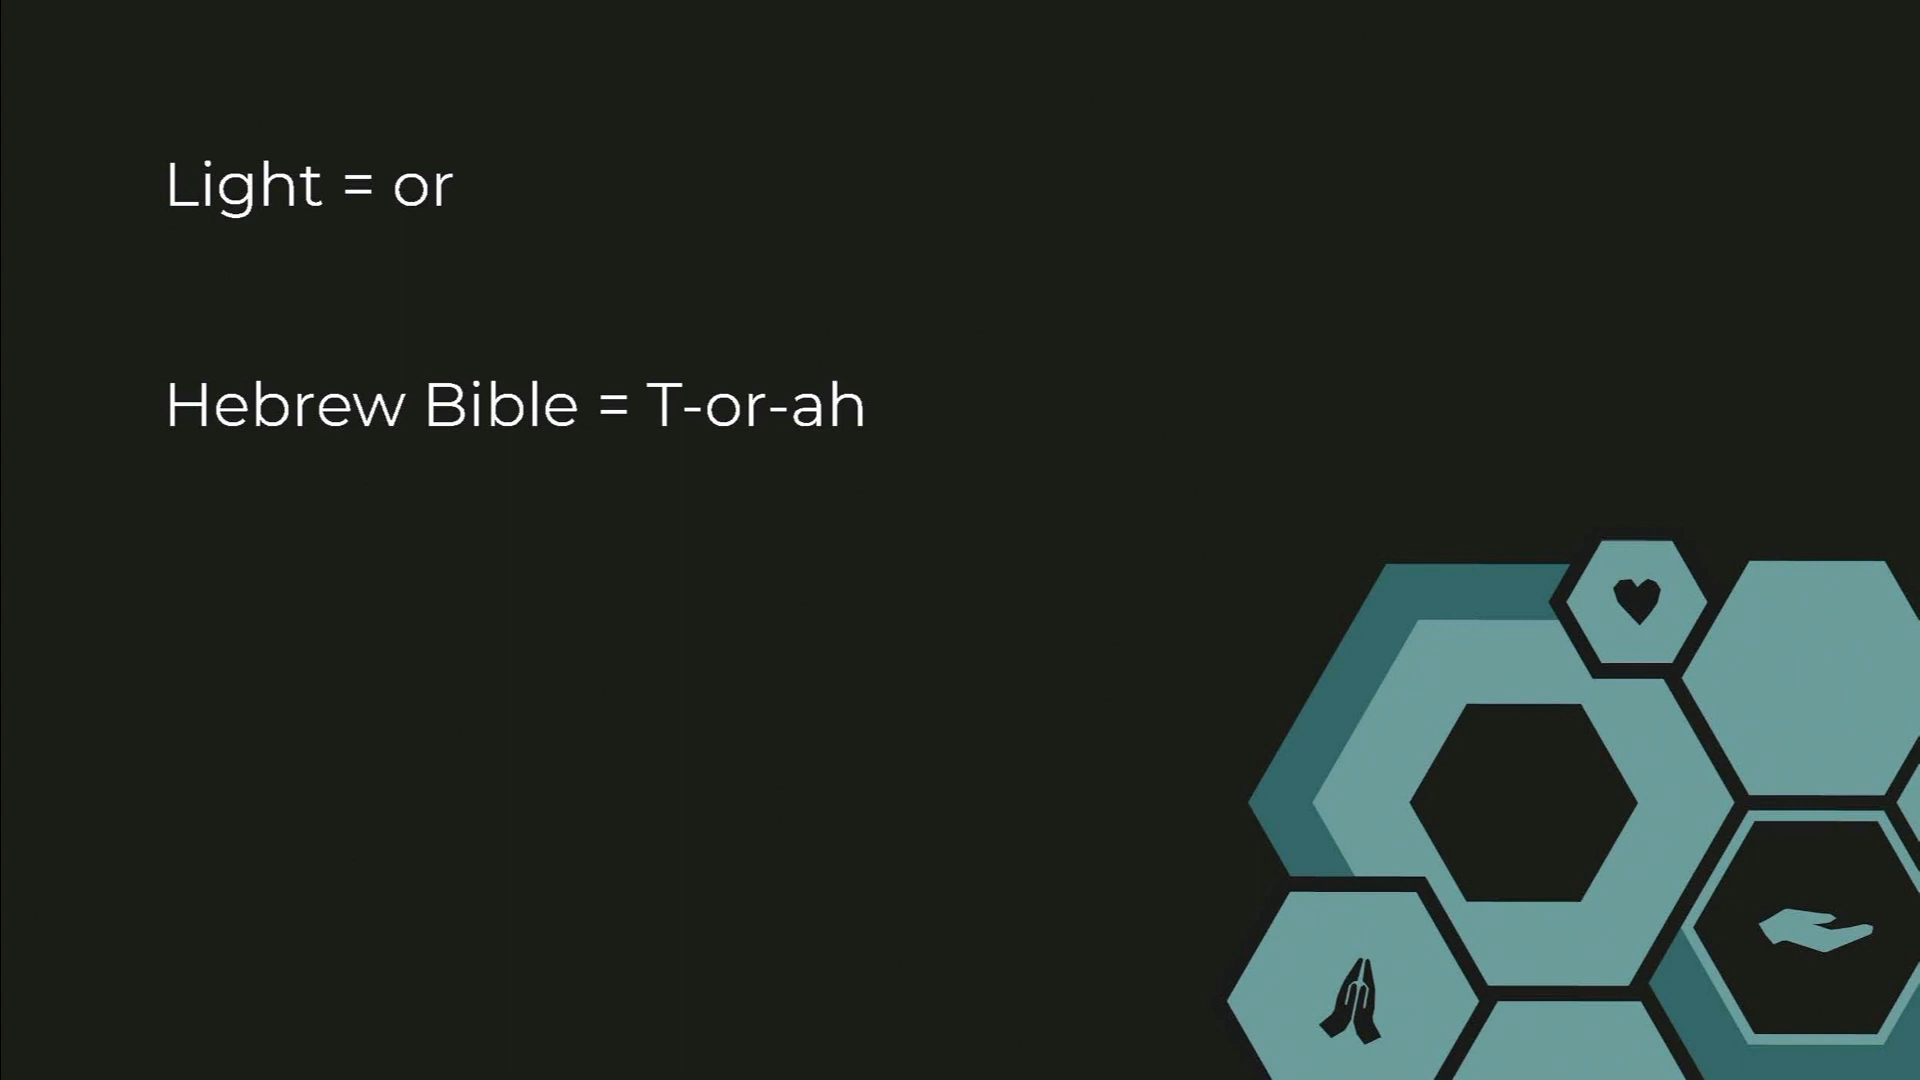 Light = or
Hebrew Bible = T-or-ah